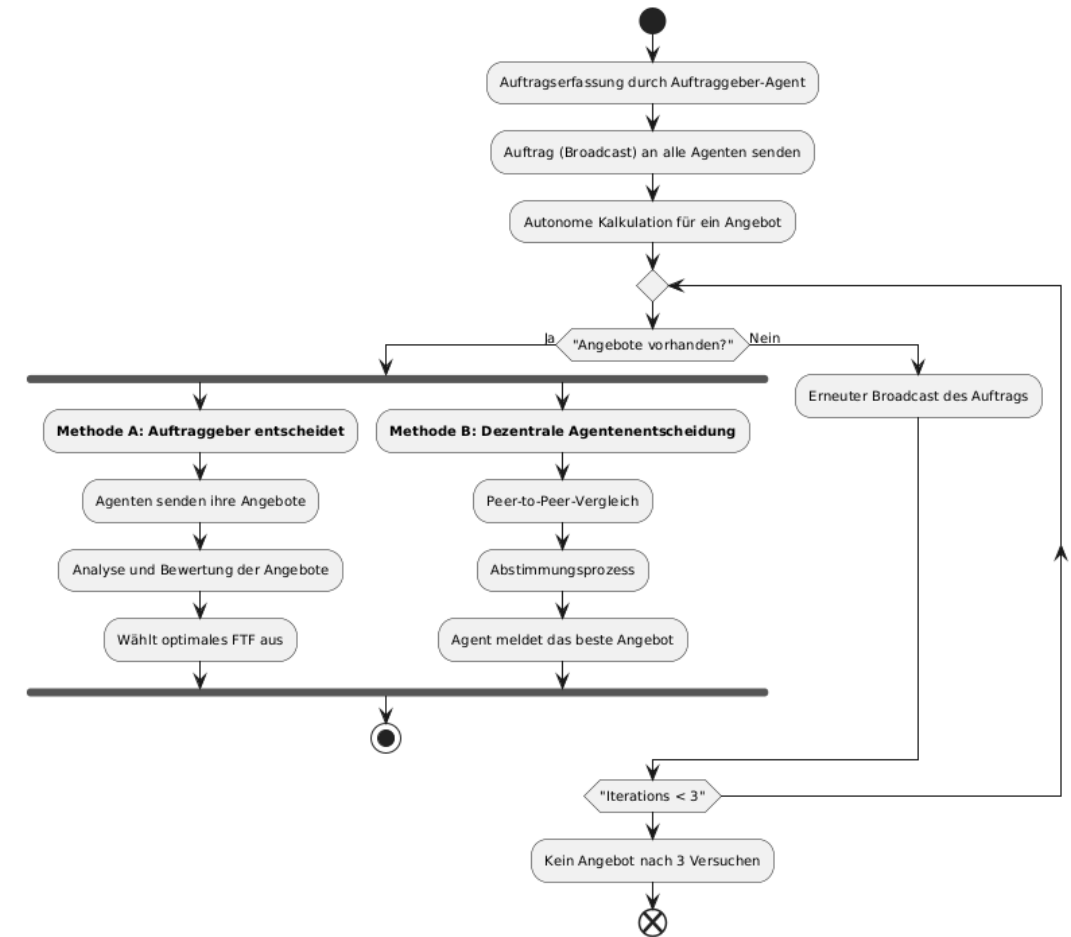 Auftragserfassung durch Auftraggeber-Agent
Auftrag (Broadcast) an alle Agenten senden
Autonome Kalkulation für ein Angebot
Ja
"Angebote vorhanden?"
Nein
Methode A: Auftraggeber entscheidet
Agenten senden ihre Angebote
Analyse und Bewertung der Angebote
Wählt optimales FTF aus
Methode B: Dezentrale Agentenentscheidung
Peer-to-Peer-Vergleich
Abstimmungsprozess
Agent meldet das beste Angebot
Erneuter Broadcast des Auftrags
"Iterations < 3"
Kein Angebot nach 3 Versuchen